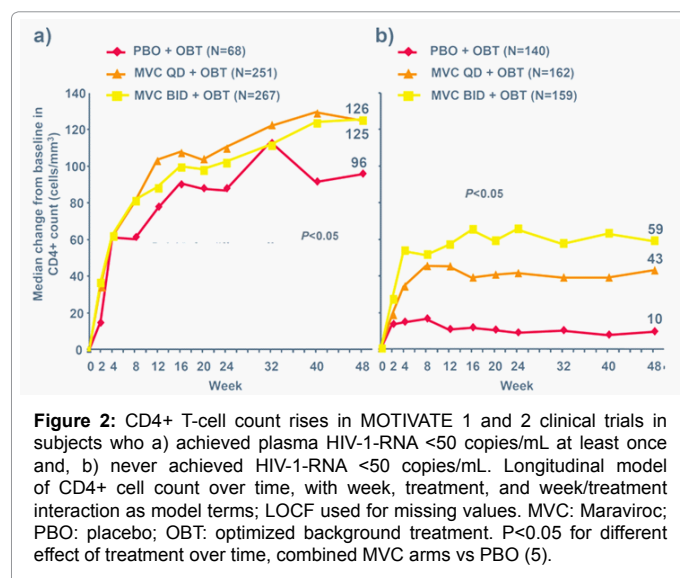 a)
PBO + OBT (N=68)
MVC QD + OBT (N=251)
MVC BID + OBT (N=267)
b)
PBO + OBT (N=140)
MVC QD + OBT (N=162)
MVC BID + OBT (N=159)
Median change from baseline in
CD4+ count (cells/mm³)
140
120
100
80
60
40
20
0
126
125
96
P<0.05
0 2 4 8 12 16 20 24 32 40 48
Week
P<0.05
59
43
10
0 2 4 8 12 16 20 24 32 40 48
Week
Figure 2: CD4+ T-cell count rises in MOTIVATE 1 and 2 clinical trials in
subjects who a) achieved plasma HIV-1-RNA <50 copies/mL at least once
and, b) never achieved HIV-1-RNA <50 copies/mL. Longitudinal model
of CD4+ cell count over time, with week, treatment, and week/treatment
interaction as model terms; LOCF used for missing values. MVC: Maraviroc;
PBO: placebo; OBT: optimized background treatment. P<0.05 for different
effect of treatment over time, combined MVC arms vs PBO (5).